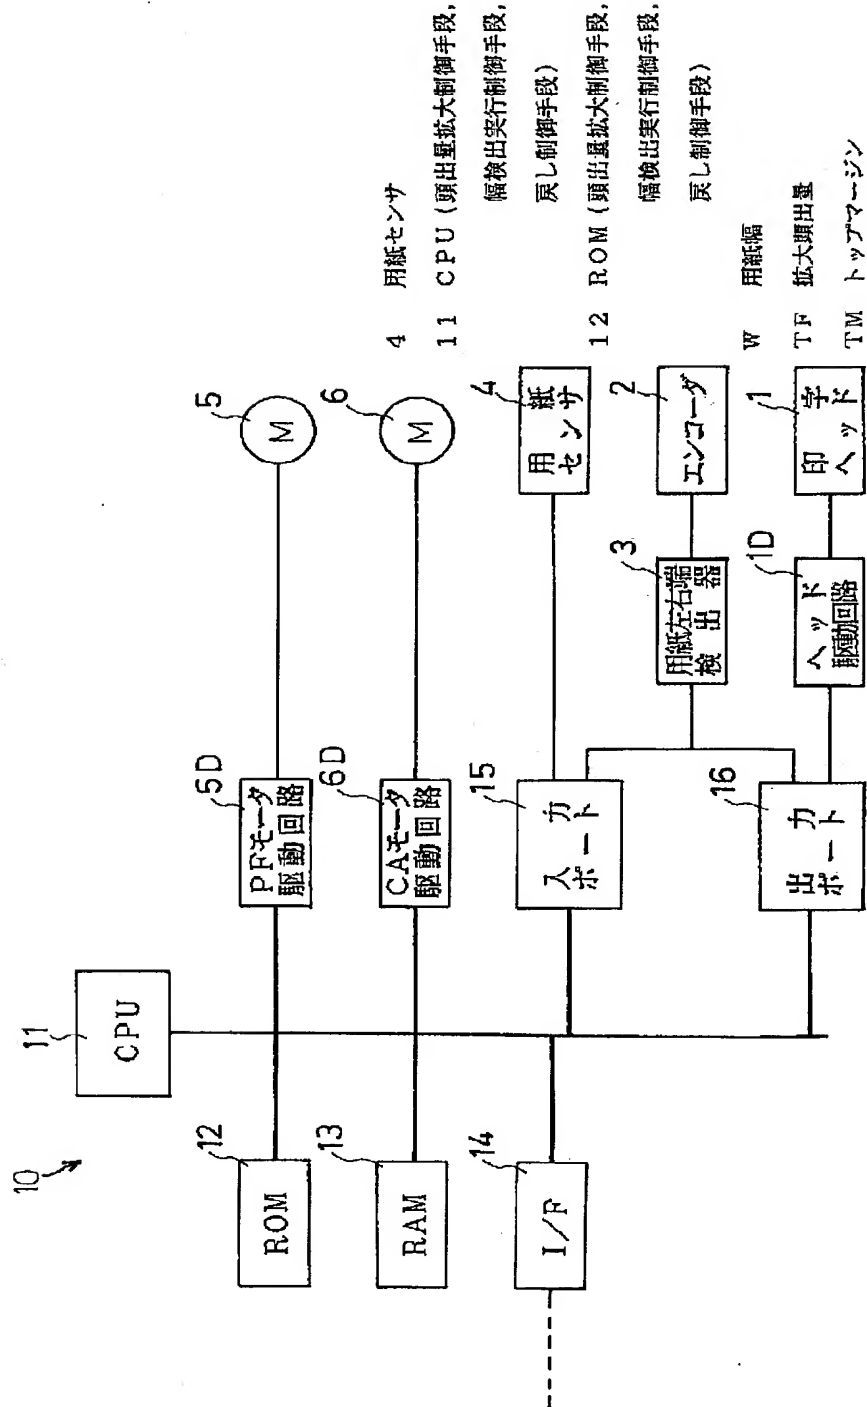 10
11
CPU
12
ROM
13
RAM
14
I/F
5D
PFモータ
駆動回路
5
M
6D
CAモータ
駆動回路
6
M
15
入力
ポート
4
用紙
センサ
3
用紙左右端
検出器
2
エンコーダ
16
出力
ポート
1D
ヘッド
駆動回路
1
印字
ヘッド
4 用紙センサ
11 CPU(頭出量拡大制御手段,
幅検出実行制御手段,
戻し制御手段)
12 ROM(頭出量拡大制御手段,
幅検出実行制御手段,
戻し制御手段)
W 用紙幅
TF 拡大頭出量
TM トップマージン